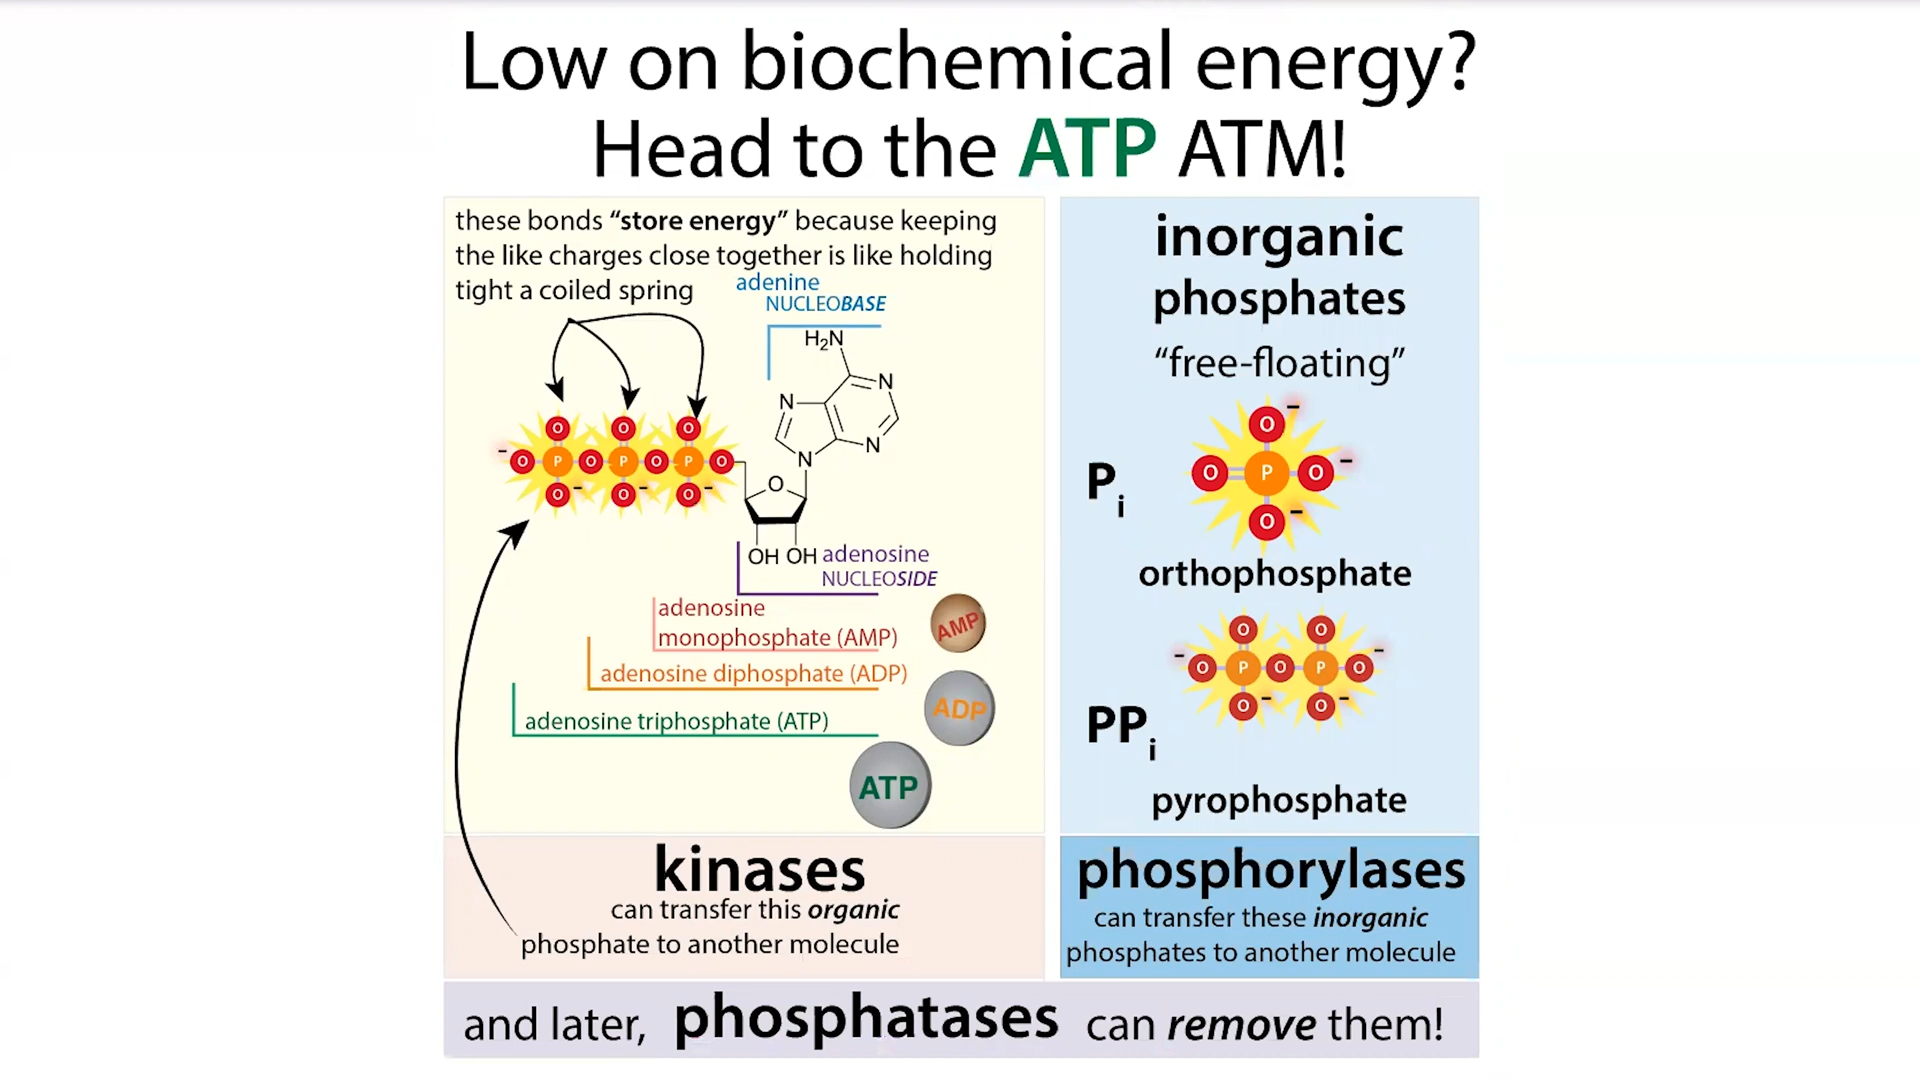 Low on biochemical energy?
Head to the ATP ATM!
these bonds “store energy” because keeping
the like charges close together is like holding
tight a coiled spring
adenine
NUCLEOBASE
H₂N
N
N
N
N
O
O
O
-
O
P
O
P
O
P
O
O
-
O
-
O
-
O
OH
OH
adenosine
NUCLEOSIDE
adenosine
monophosphate (AMP)
AMP
adenosine diphosphate (ADP)
ADP
adenosine triphosphate (ATP)
ATP
inorganic
phosphates
“free-floating”
O
-
Pᵢ
O
P
O
-
O
-
orthophosphate
O
O
-
O
P
O
P
O
-
O
-
O
-
PPᵢ
pyrophosphate
kinases
can transfer this organic
phosphate to another molecule
phosphorylases
can transfer these inorganic
phosphates to another molecule
and later, phosphatases can remove them!